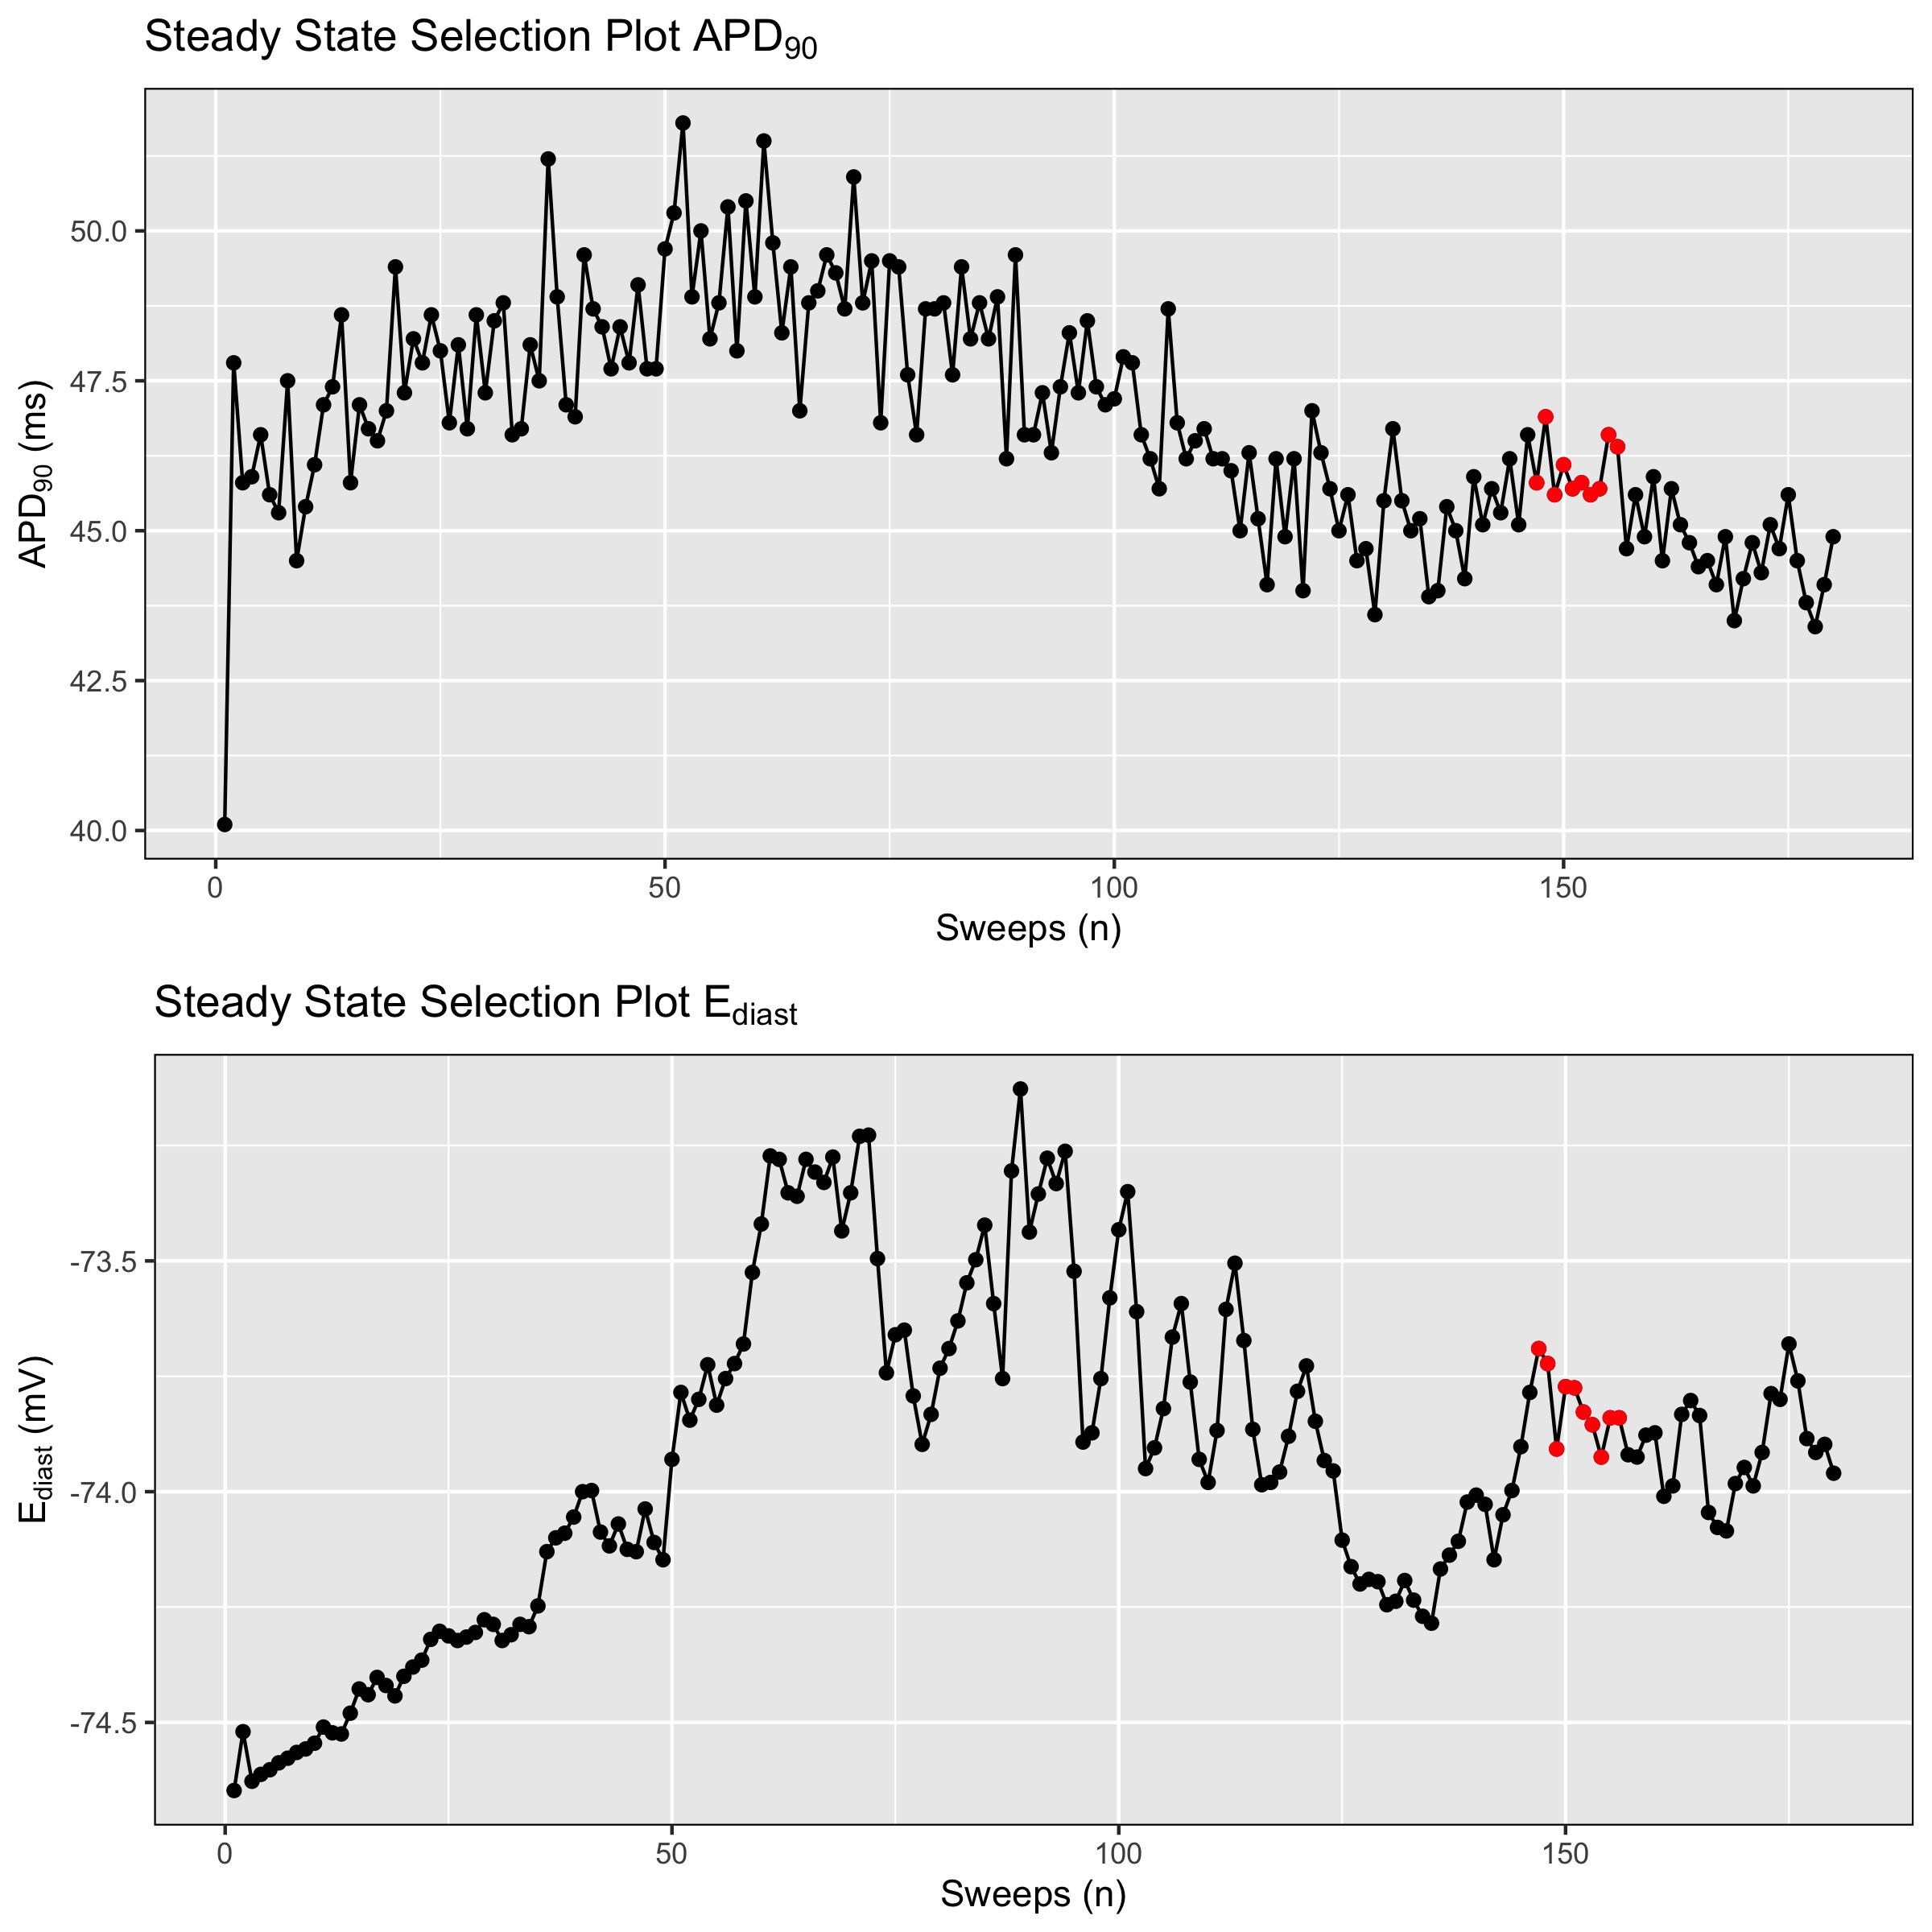 Steady State Selection Plot APD90
50.0
47.5
45.0
42.5
40.0
APD90 (ms)
0 50 100 150
Sweeps (n)
Steady State Selection Plot Ediast
-73.5
-74.0
-74.5
Ediast (mV)
0 50 100 150
Sweeps (n)